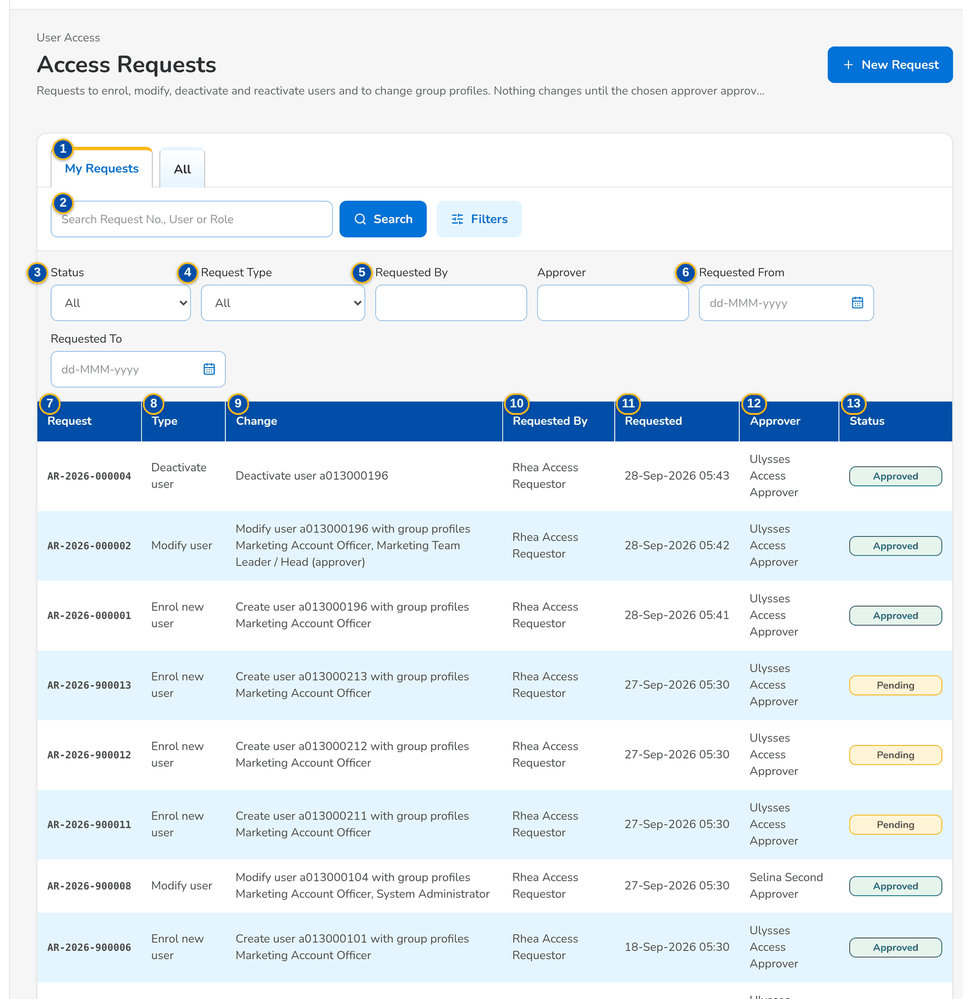 User Access
Access Requests
+ New Request
Requests to enrol, modify, deactivate and reactivate users and to change group profiles. Nothing changes until the chosen approver approv...
1
My Requests
All
2
Search Request No., User or Role
Search
Filters
3 Status
4 Request Type
5 Requested By
Approver
6 Requested From
All
All
dd-MMM-yyyy
Requested To
dd-MMM-yyyy
7 8 9 10 11 12 13
Request Type Change Requested By Requested Approver Status
AR-2026-000004
Deactivate
user
Deactivate user a013000196
Rhea Access
Requestor
28-Sep-2026 05:43
Ulysses
Access
Approver
Approved
AR-2026-000002
Modify user
Modify user a013000196 with group profiles
Marketing Account Officer, Marketing Team
Leader / Head (approver)
Rhea Access
Requestor
28-Sep-2026 05:42
Ulysses
Access
Approver
Approved
AR-2026-000001
Enrol new
user
Create user a013000196 with group profiles
Marketing Account Officer
Rhea Access
Requestor
28-Sep-2026 05:41
Ulysses
Access
Approver
Approved
AR-2026-900013
Enrol new
user
Create user a013000213 with group profiles
Marketing Account Officer
Rhea Access
Requestor
27-Sep-2026 05:30
Ulysses
Access
Approver
Pending
AR-2026-900012
Enrol new
user
Create user a013000212 with group profiles
Marketing Account Officer
Rhea Access
Requestor
27-Sep-2026 05:30
Ulysses
Access
Approver
Pending
AR-2026-900011
Enrol new
user
Create user a013000211 with group profiles
Marketing Account Officer
Rhea Access
Requestor
27-Sep-2026 05:30
Ulysses
Access
Approver
Pending
AR-2026-900008
Modify user
Modify user a013000104 with group profiles
Marketing Account Officer, System Administrator
Rhea Access
Requestor
27-Sep-2026 05:30
Selina Second
Approver
Approved
AR-2026-900006
Enrol new
user
Create user a013000101 with group profiles
Marketing Account Officer
Rhea Access
Requestor
18-Sep-2026 05:30
Ulysses
Access
Approver
Approved